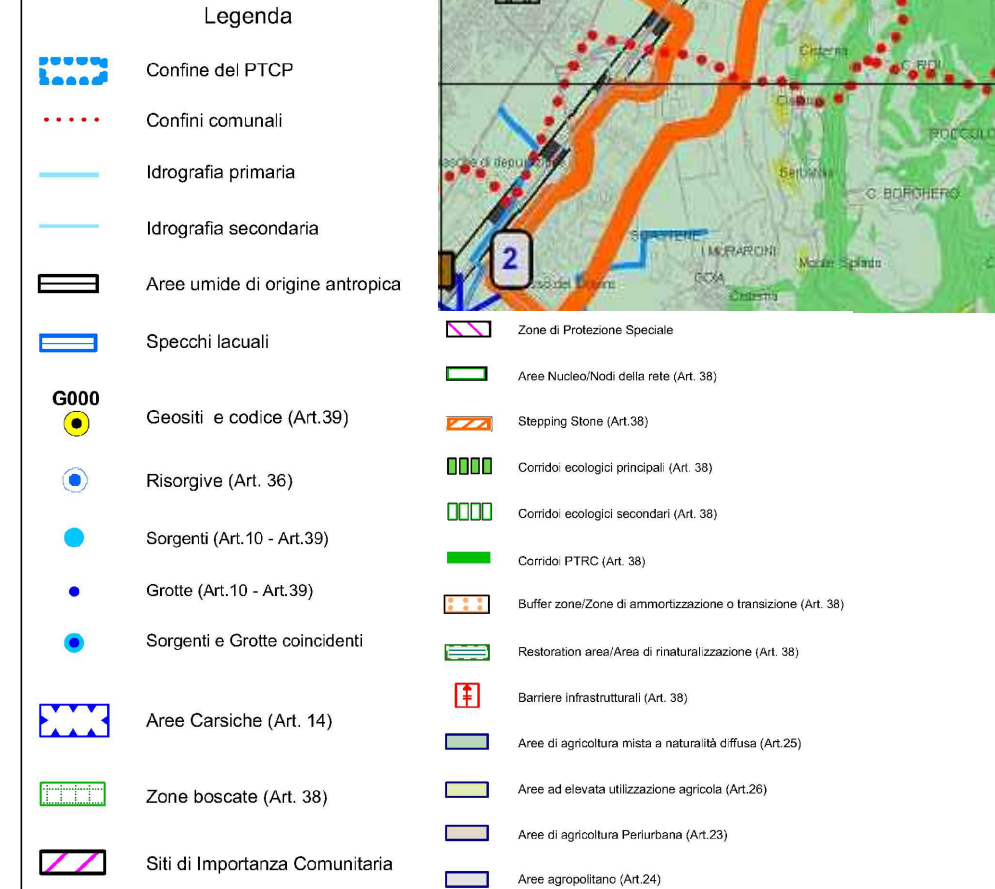 Legenda
Confine del PTCP
Confini comunali
Idrografia primaria
Idrografia secondaria
Aree umide di origine antropica
Specchi lacuali
G000
Geositi e codice (Art.39)
Risorgive (Art. 36)
Sorgenti (Art.10 - Art.39)
Grotte (Art.10 - Art.39)
Sorgenti e Grotte coincidenti
Aree Carsiche (Art. 14)
Zone boscate (Art. 38)
Siti di Importanza Comunitaria
Cisterna
C. ROI
ROCCOLO
C. BORGHERO
2
I MURARONI
GOIA
Monte Spiado
Cisterna
Zone di Protezione Speciale
Aree Nucleo/Nodi della rete (Art. 38)
Stepping Stone (Art.38)
Corridoi ecologici principali (Art. 38)
Corridoi ecologici secondari (Art. 38)
Corridoi PTRC (Art. 38)
Buffer zone/Zone di ammortizzazione o transizione (Art. 38)
Restoration area/Area di rinaturalizzazione (Art. 38)
Barriere infrastrutturali (Art. 38)
Aree di agricoltura mista a naturalità diffusa (Art.25)
Aree ad elevata utilizzazione agricola (Art.26)
Aree di agricoltura Periurbana (Art.23)
Aree agropolitano (Art.24)